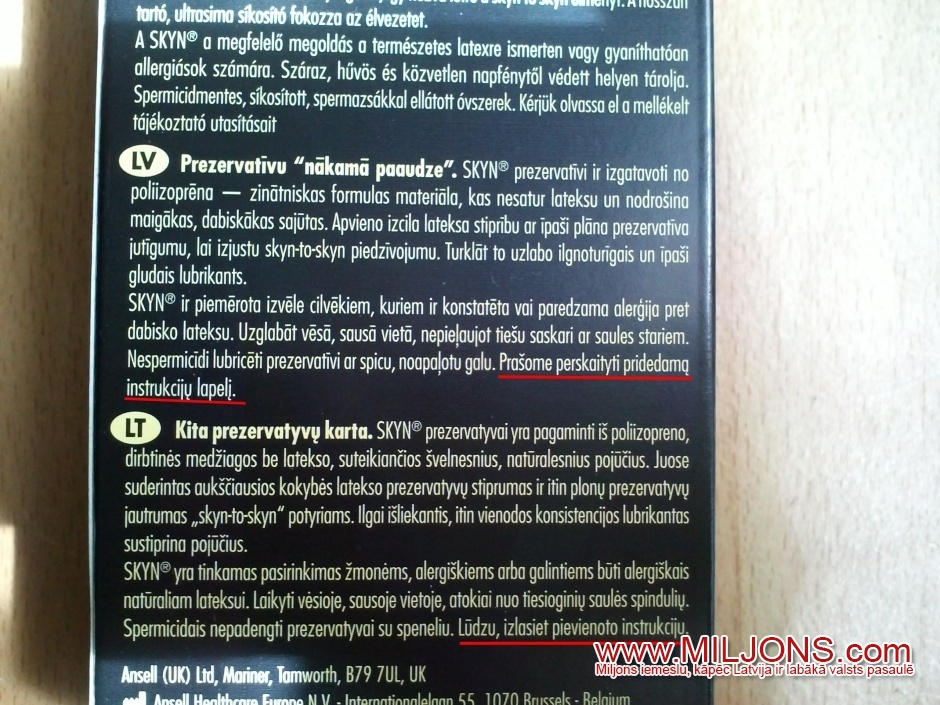 tartó, ultrasima síkosító fokozza az élvezetet.
A SKYN® a megfelelő megoldás a természetes latexre ismerten vagy gyaníthatóan
allergiások számára. Száraz, hűvös és közvetlen napfénytől védett helyen tárolja.
Spermicidmentes, síkosított, spermazsákkal ellátott óvszerek. Kérjük olvassa el a mellékelt
tájékoztató utasításait
LV Prezervatīvu “nākamā paaudze”. SKYN® prezervatīvi ir izgatavoti no
poliizoprēna — zinātniskas formulas materiāla, kas nesatur lateksu un nodrošina
maigākas, dabiskākas sajūtas. Apvieno izcila lateksa stiprību ar īpaši plāna prezervatīva
jutīgumu, lai izjustu skyn-to-skyn piedzīvojumu. Turklāt to uzlabo ilgnoturīgais un īpaši
gludais lubrikants.
SKYN® ir piemērota izvēle cilvēkiem, kuriem ir konstatēta vai paredzama alerģija pret
dabisko lateksu. Uzglabāt vēsā, sausā vietā, nepieļaujot tiešu saskari ar saules stariem.
Nespermicīdi lubricēti prezervatīvi ar spicu, noapaļotu galu. Prašome perskaityti pridedamą
instrukcijų lapelį.
LT Kita prezervatyvų karta. SKYN® prezervatyvai yra pagaminti iš poliizopreno,
dirbtinės medžiagos be latekso, suteikiančios švelnesnius, natūralesnius pojūčius. Juose
suderintas aukščiausios kokybės latekso prezervatyvų stiprumas ir itin plonų prezervatyvų
jautrumas „skyn-to-skyn“ potyriams. Ilgai išliekantis, itin vienodos konsistencijos lubrikantas
sustiprina pojūčius.
SKYN® yra tinkamas pasirinkimas žmonėms, alergiškiems arba galintiems būti alergiškais
natūraliam lateksui. Laikyti vėsioje, sausoje vietoje, atokiai nuo tiesioginių saulės spindulių.
Spermicidais nepadengti prezervatyvai su speneliu. Lūdzu, izlasiet pievienoto instrukciju.
www.MILJONS.com
Miljons iemeslu, kāpēc Latvija ir labākā valsts pasaulē
Ansell (UK) Ltd, Mariner, Tamworth, B79 7UL, UK
Ansell Healthcare Europe N.V. - Internationalelaan 55, 1070 Brussels - Belgium